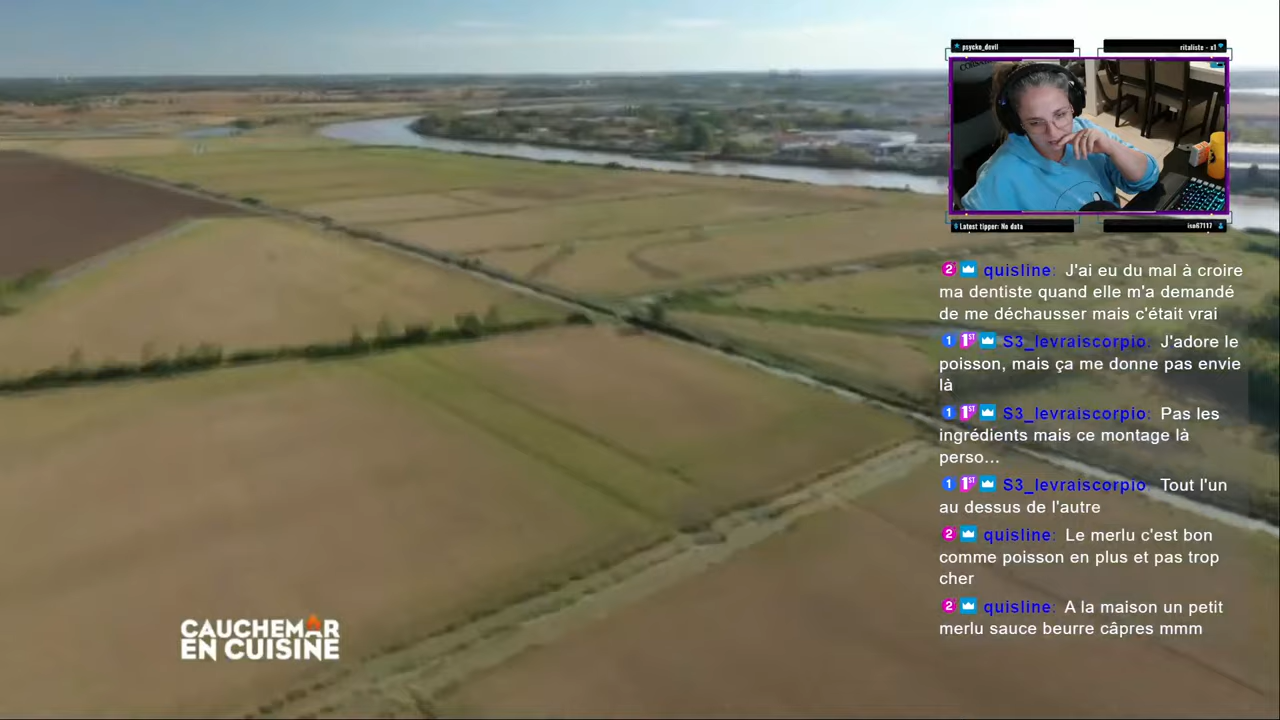 psycko_devil
ritaliste - x1
Latest tipper: No data
isa67117
quisline: J'ai eu du mal à croire
ma dentiste quand elle m'a demandé
de me déchausser mais c'était vrai
S3_levraiscorpio: J'adore le
poisson, mais ça me donne pas envie
là
S3_levraiscorpio: Pas les
ingrédients mais ce montage là
perso…
S3_levraiscorpio: Tout l'un
au dessus de l'autre
quisline: Le merlu c'est bon
comme poisson en plus et pas trop
cher
quisline: A la maison un petit
merlu sauce beurre câpres mmm
CAUCHEMAR
EN CUISINE